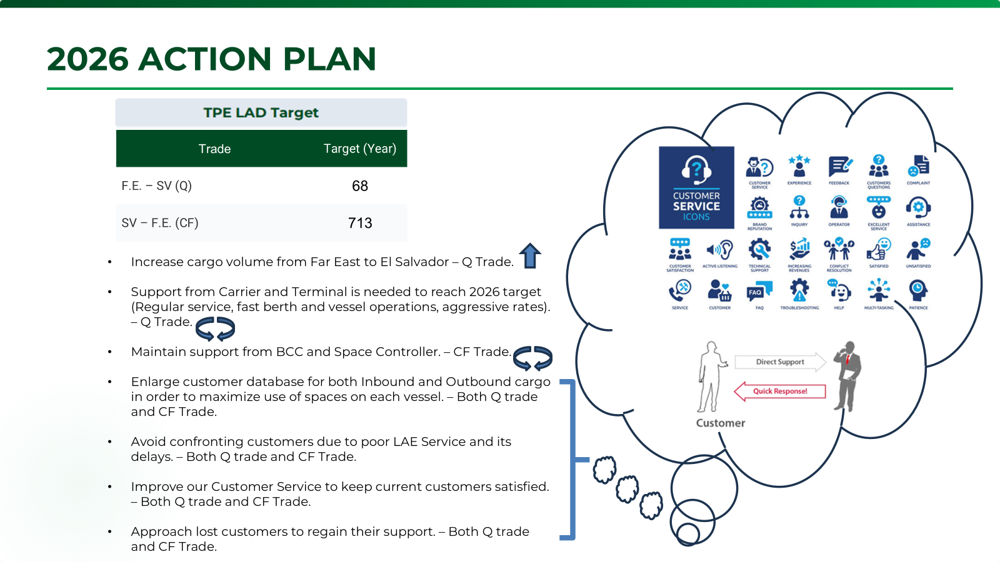 2026 ACTION PLAN
TPE LAD Target
Trade Target (Year)
F.E. – SV (Q) 68
SV – F.E. (CF) 713
• Increase cargo volume from Far East to El Salvador – Q Trade.
• Support from Carrier and Terminal is needed to reach 2026 target
(Regular service, fast berth and vessel operations, aggressive rates).
– Q Trade.
• Maintain support from BCC and Space Controller. – CF Trade.
• Enlarge customer database for both Inbound and Outbound cargo
in order to maximize use of spaces on each vessel. – Both Q trade
and CF Trade.
• Avoid confronting customers due to poor LAE Service and its
delays. – Both Q trade and CF Trade.
• Improve our Customer Service to keep current customers satisfied.
– Both Q trade and CF Trade.
• Approach lost customers to regain their support. – Both Q trade
and CF Trade.
CUSTOMER
SERVICE
ICONS
CUSTOMER
SERVICE
EXPERIENCE
FEEDBACK
CUSTOMERS
QUESTIONS
COMPLAINT
BRAND
REPUTATION
INQUIRY
OPERATOR
EXCELLENT
SERVICE
ASSISTANCE
CUSTOMER
SATISFACTION
ACTIVE LISTENING
TECHNICAL
SUPPORT
INCREASING
REVENUES
CONFLICT
RESOLUTION
SATISFIED
UNSATISFIED
SERVICE
CUSTOMER
FAQ
FAQ
TROUBLESHOOTING
HELP
MULTI-TASKING
PATIENCE
Direct Support
Quick Response!
Customer